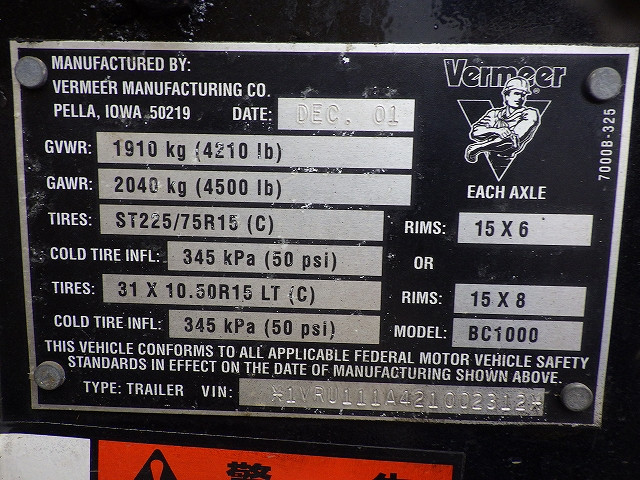 MANUFACTURED BY:
VERMEER MANUFACTURING CO.
PELLA, IOWA 50219 DATE: DEC. 01
Vermeer®
7000B-325
GVWR: 1910 kg (4210 lb)
GAWR: 2040 kg (4500 lb) EACH AXLE
TIRES: ST225/75R15 (C) RIMS: 15 X 6
COLD TIRE INFL: 345 kPa (50 psi) OR
TIRES: 31 X 10.50R15 LT (C) RIMS: 15 X 8
COLD TIRE INFL: 345 kPa (50 psi) MODEL: BC1000
THIS VEHICLE CONFORMS TO ALL APPLICABLE FEDERAL MOTOR VEHICLE SAFETY
STANDARDS IN EFFECT ON THE DATE OF MANUFACTURING SHOWN ABOVE.
TYPE: TRAILER VIN: *1VRU111A421002312*